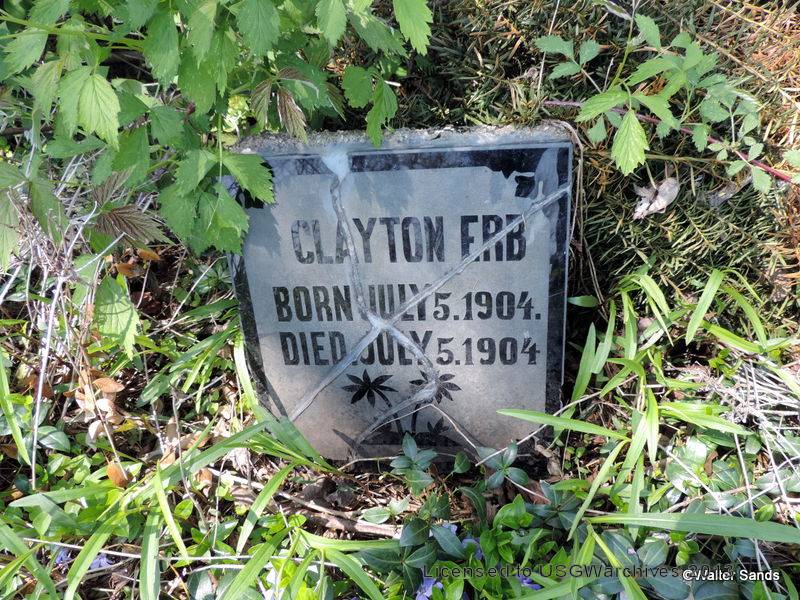 CLAYTON ERB
BORN JULY 5. 1904.
DIED JULY 5. 1904
Licensed to USGWarchives 2013
©Walter Sands